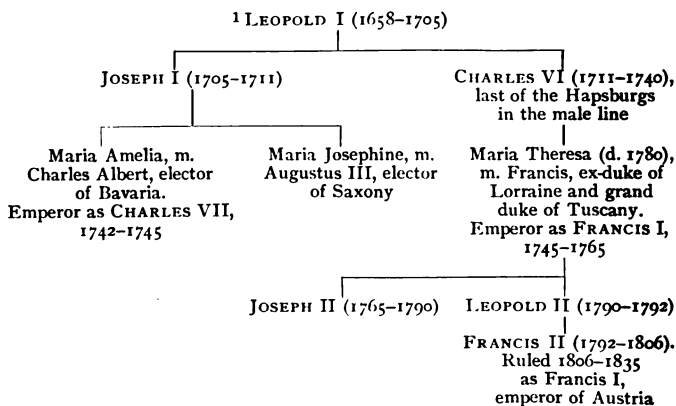 1 LEOPOLD I (1658–1705)
JOSEPH I (1705–1711)
CHARLES VI (1711–1740),
last of the Hapsburgs
in the male line
Maria Amelia, m.
Charles Albert, elector
of Bavaria.
Emperor as CHARLES VII,
1742–1745
Maria Josephine, m.
Augustus III, elector
of Saxony
Maria Theresa (d. 1780),
m. Francis, ex-duke of
Lorraine and grand
duke of Tuscany.
Emperor as FRANCIS I,
1745–1765
JOSEPH II (1765–1790)
LEOPOLD II (1790–1792)
FRANCIS II (1792–1806).
Ruled 1806–1835
as Francis I,
emperor of Austria